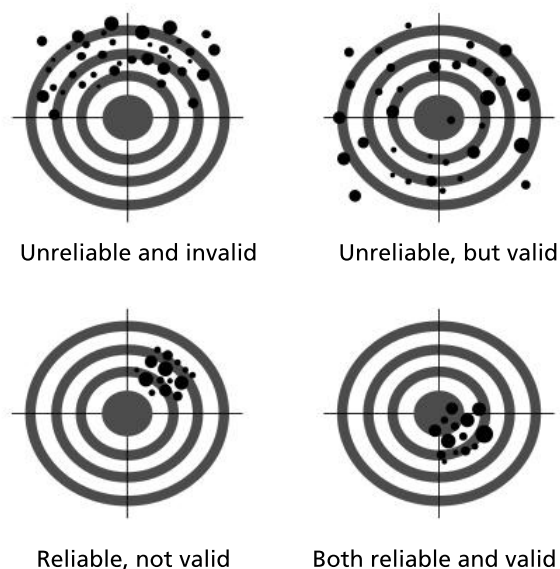 Unreliable and invalid
Unreliable, but valid
Reliable, not valid
Both reliable and valid